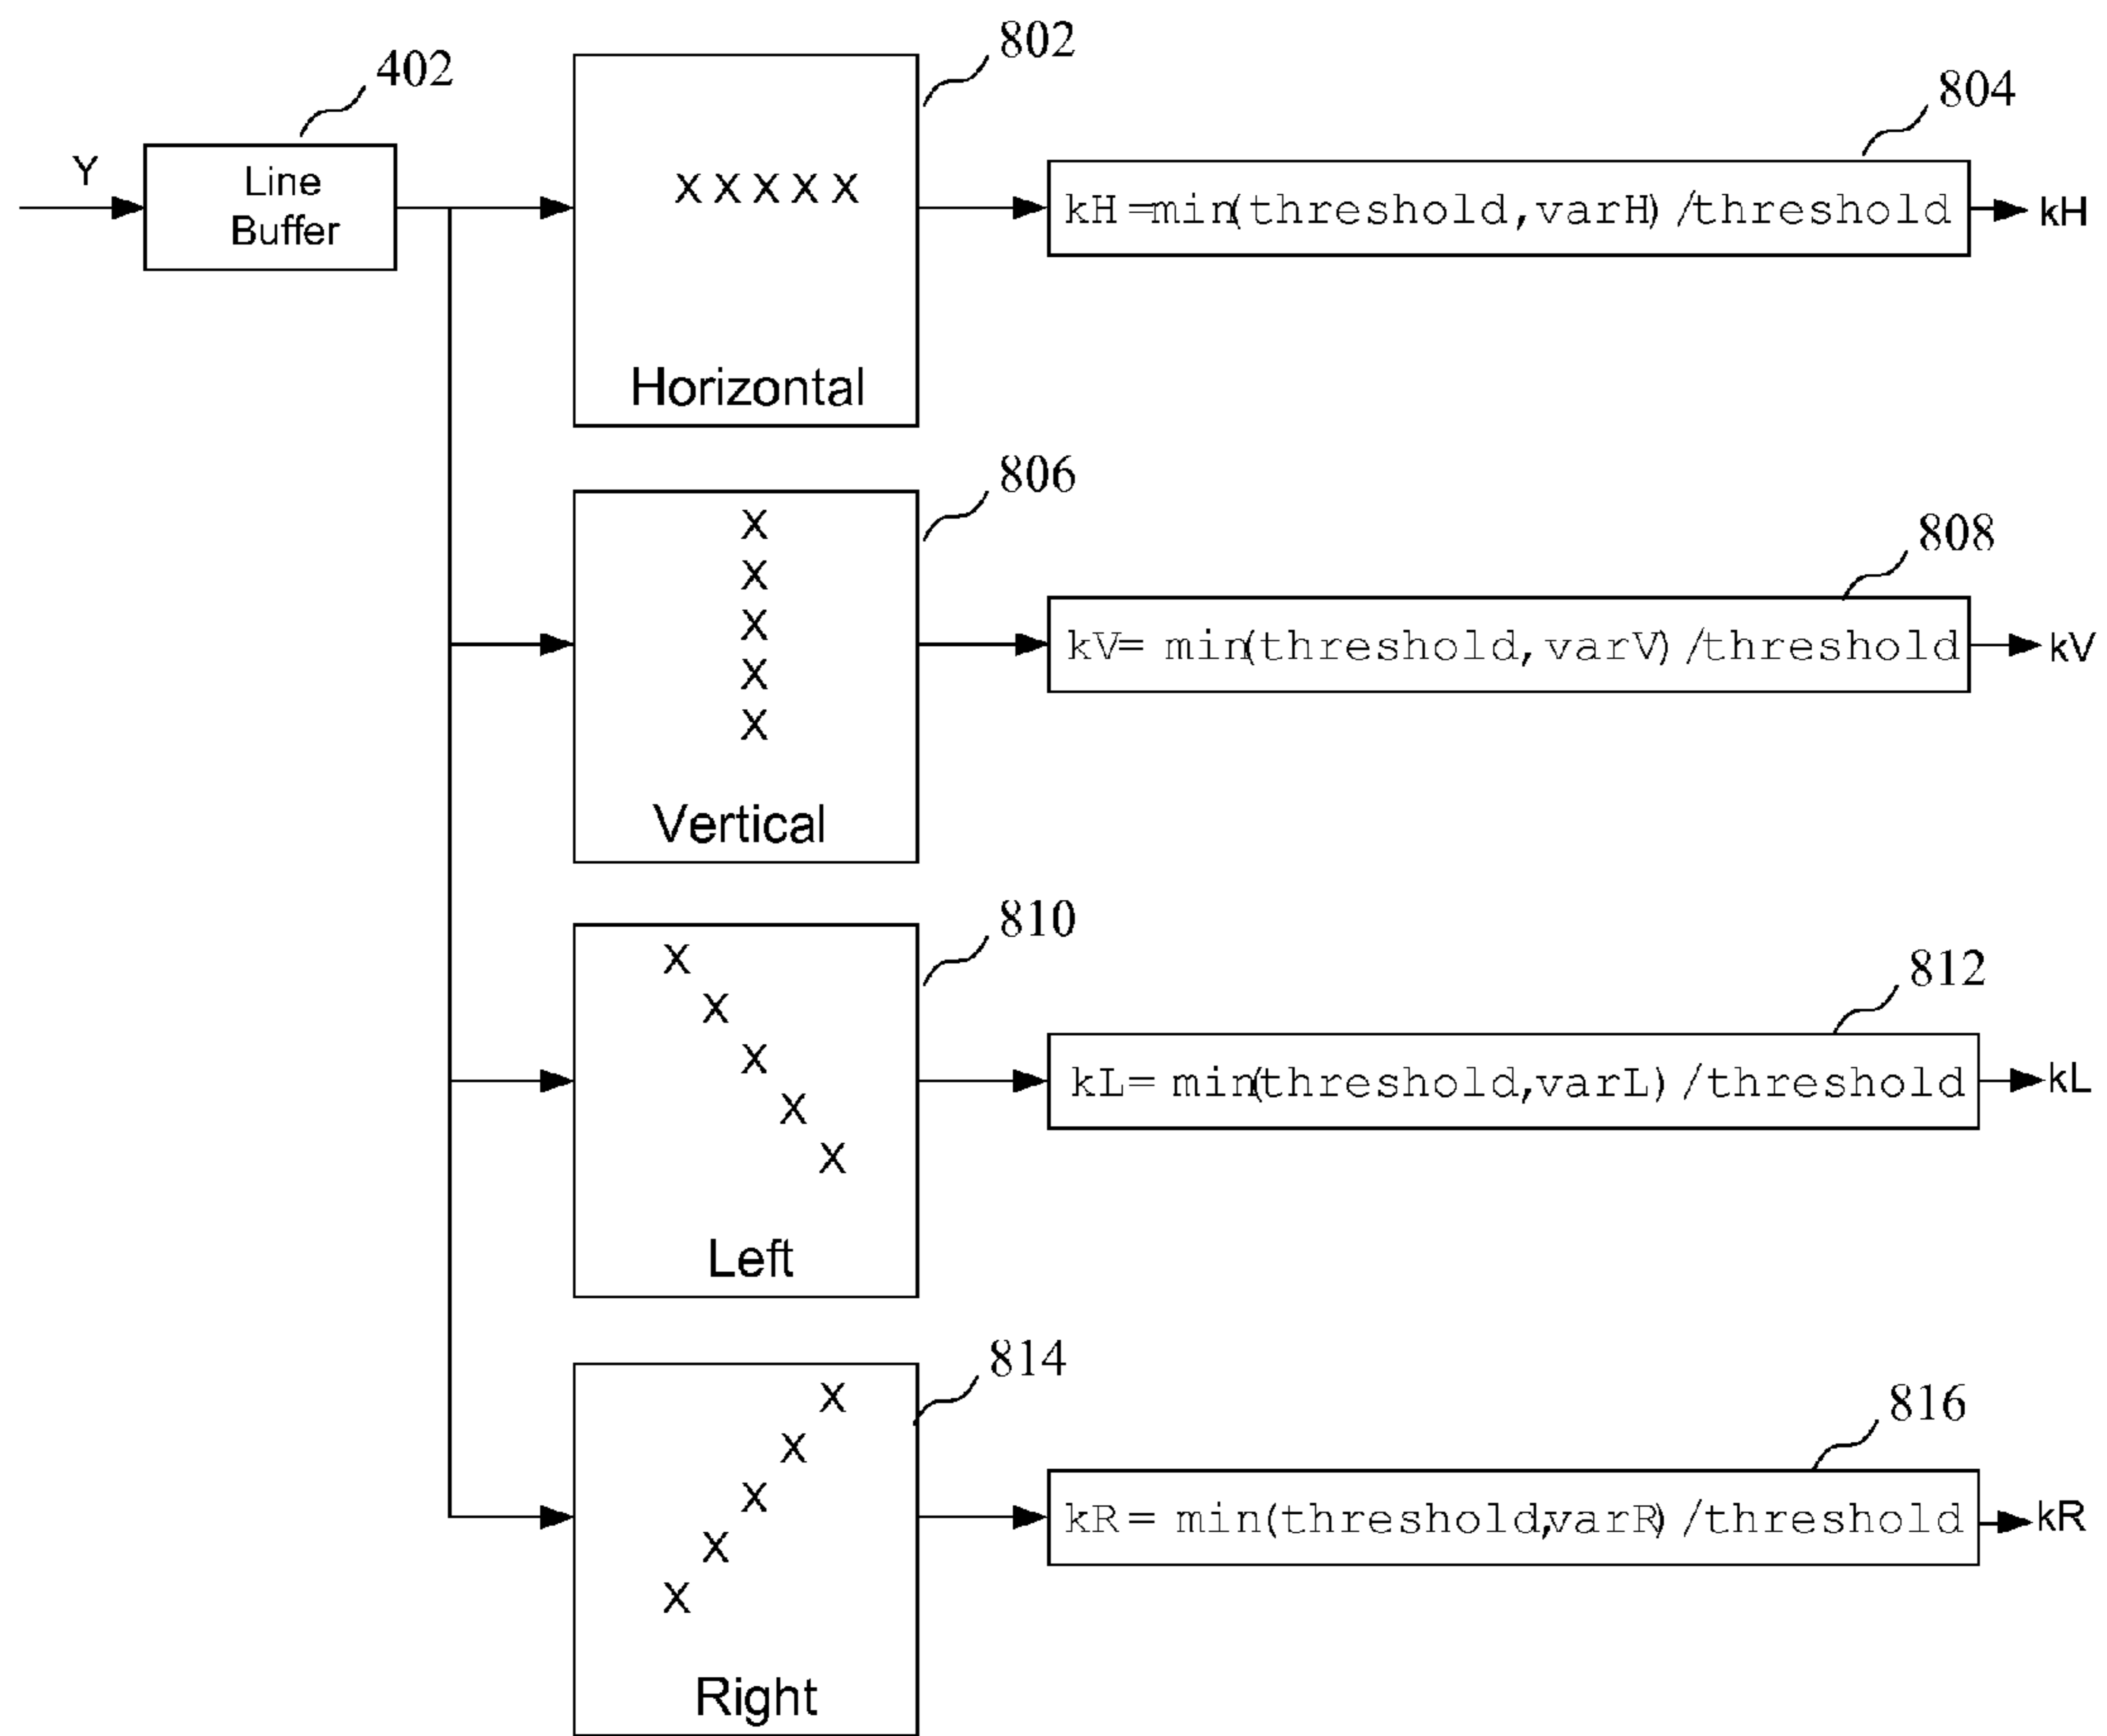 402
802
804
Y
Line
Buffer
X X X X X
kH =min(threshold,varH) /threshold
kH
Horizontal
806
808
X
X
X
X
X
kV= min(threshold,varV) /threshold
kV
Vertical
810
812
X
X
X
X
X
kL= min(threshold,varL) /threshold
kL
Left
814
816
X
X
X
X
X
kR= min(threshold,varR) /threshold
kR
Right